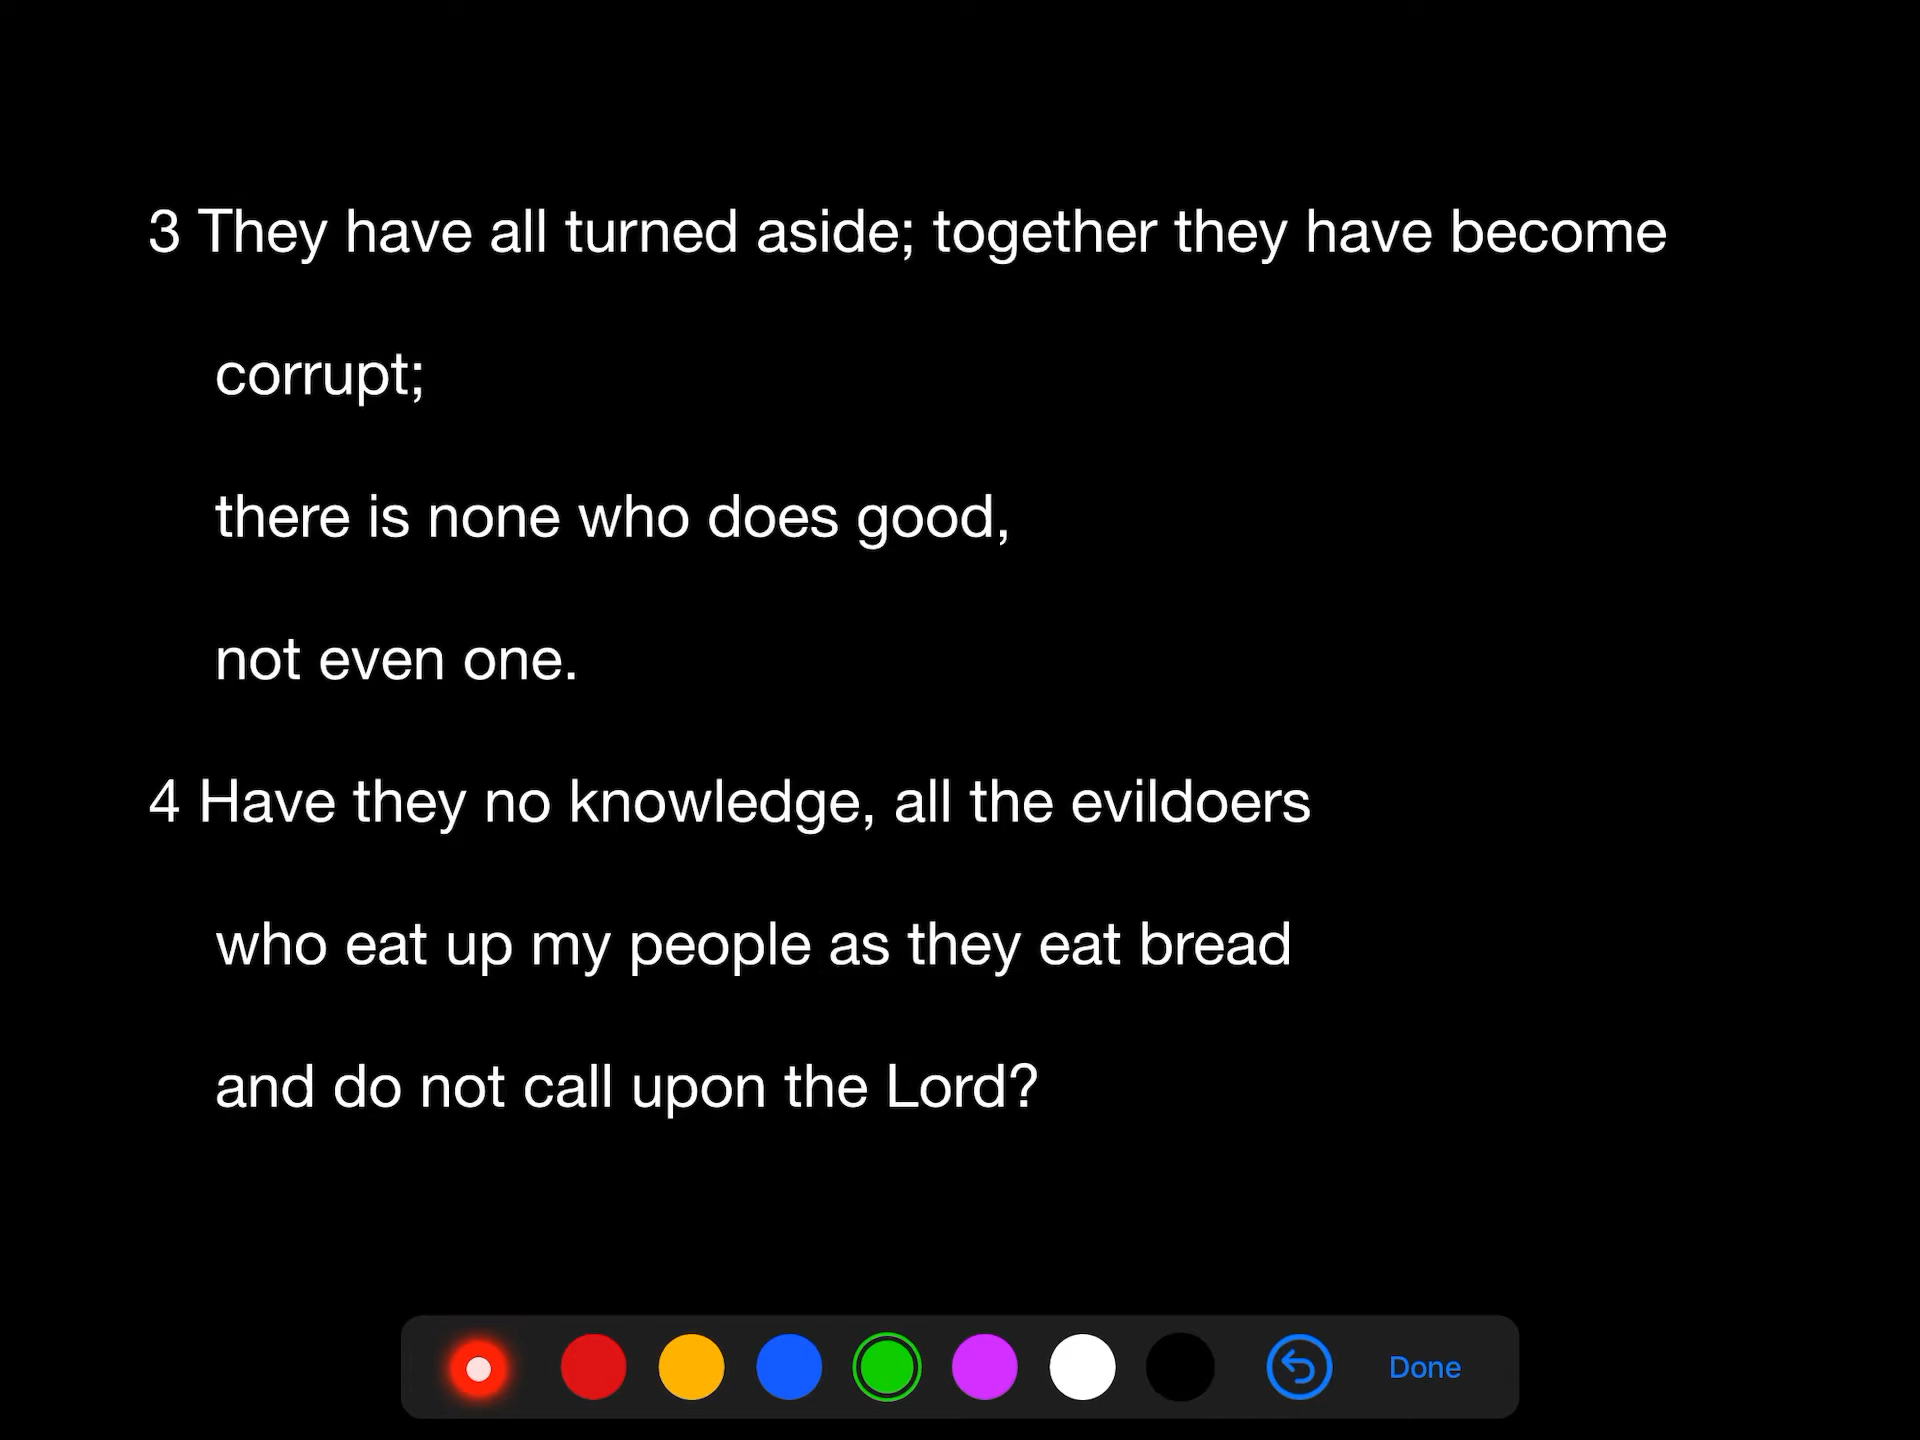 3 They have all turned aside; together they have become
corrupt;
there is none who does good,
not even one.
4 Have they no knowledge, all the evildoers
who eat up my people as they eat bread
and do not call upon the Lord?
Done